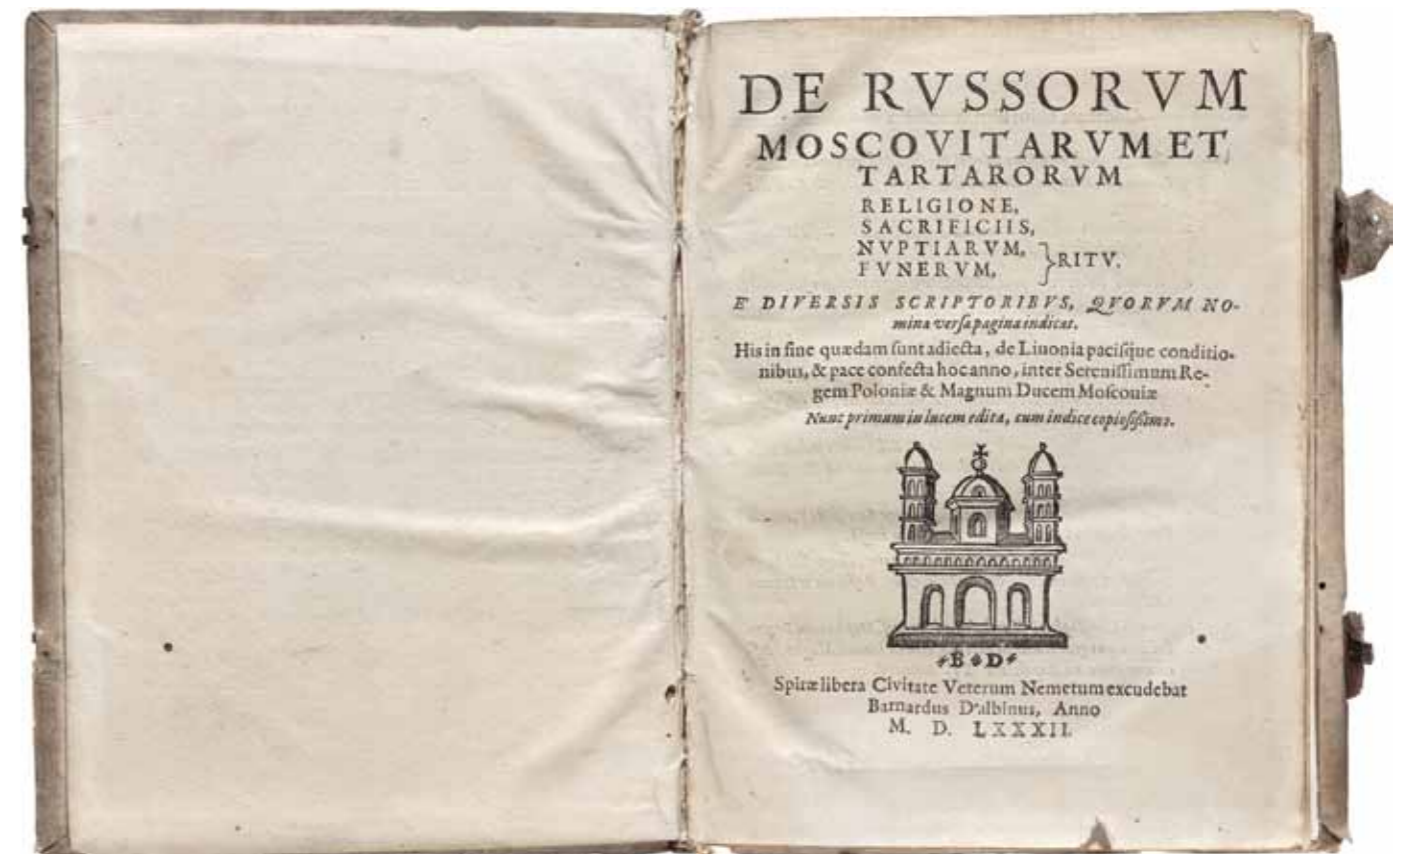 DE RVSSORVM
MOSCOVITARVM ET
TARTARORVM
RELIGIONE,
SACRIFICIIS,
NVPTIARVM,
FVNERVM,
} RITV.
E DIVERSIS SCRIPTORIBVS, QVORVM NO-
mina versa pagina indicat.
His in fine quædam sunt adiecta, de Liuonia pacisque conditio-
nibus, & pace confecta hoc anno, inter Serenissimum Re-
gem Poloniæ & Magnum Ducem Moscouiæ
Nunc primum in lucem edita, cum indice copiosissimo.
B D
Spiræ libera Civitate Veterum Nemetum excudebat
Barnardus D'albinus, Anno
M. D. LXXXII.